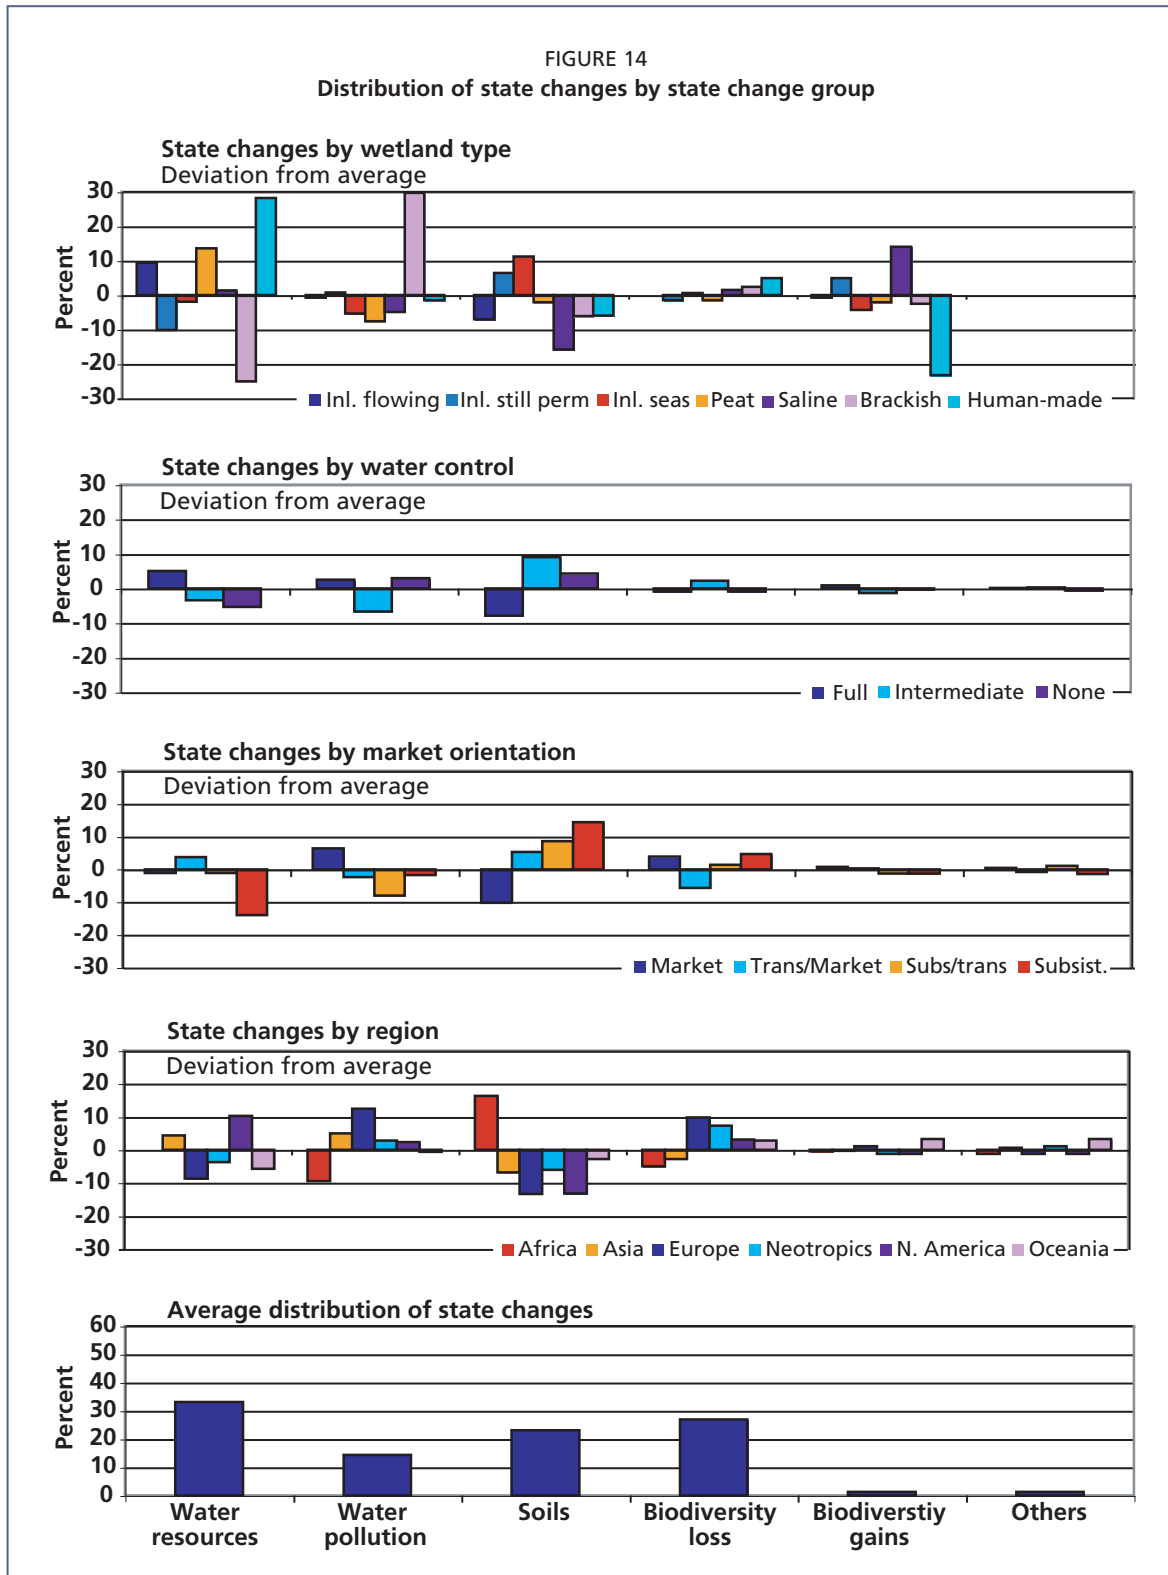 FIGURE 14
Distribution of state changes by state change group
State changes by wetland type
Deviation from average
30
20
10
0
-10
-20
-30
Percent
Inl. flowing Inl. still perm Inl. seas Peat Saline Brackish Human-made
State changes by water control
Deviation from average
30
20
10
0
-10
-20
-30
Percent
Full Intermediate None
State changes by market orientation
Deviation from average
30
20
10
0
-10
-20
-30
Percent
Market Trans/Market Subs/trans Subsist.
State changes by region
Deviation from average
30
20
10
0
-10
-20
-30
Percent
Africa Asia Europe Neotropics N. America Oceania
Average distribution of state changes
60
50
40
30
20
10
0
Percent
Water resources
Water pollution
Soils
Biodiversity loss
Biodiverstiy gains
Others